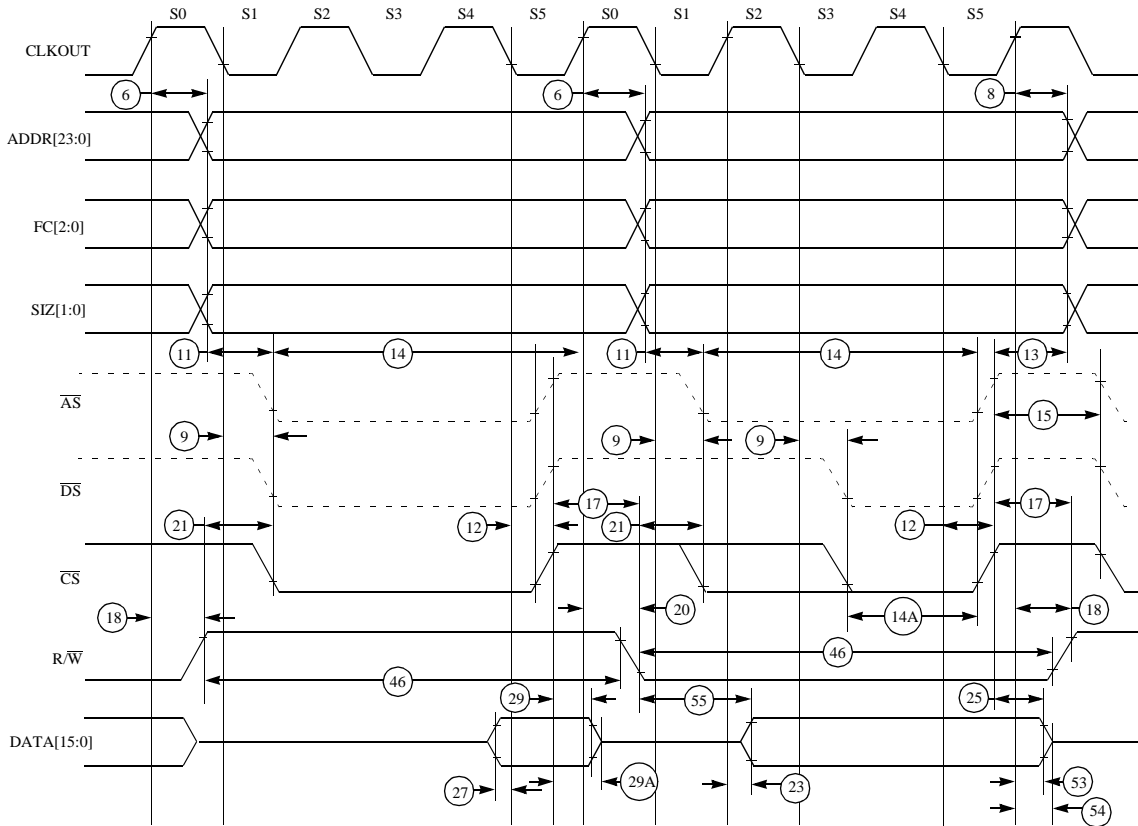 S0 S1 S2 S3 S4 S5 S0 S1 S2 S3 S4 S5
CLKOUT
6 6 8
ADDR[23:0]
FC[2:0]
SIZ[1:0]
11 14 11 14 13
A̅S̅
15
9 9 9
D̅S̅
17 17
21 12 21 12
C̅S̅
18 20 14A 18
R/W̅
46 46
29 55 25
DATA[15:0]
27 29A 23 53
54